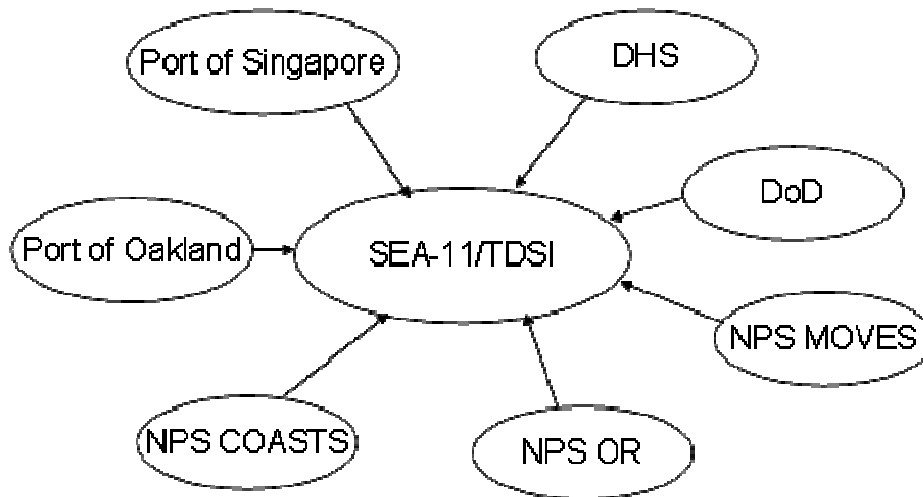 Port of Singapore
DHS
DoD
Port of Oakland
SEA-11/TDSI
NPS MOVES
NPS COASTS
NPS OR